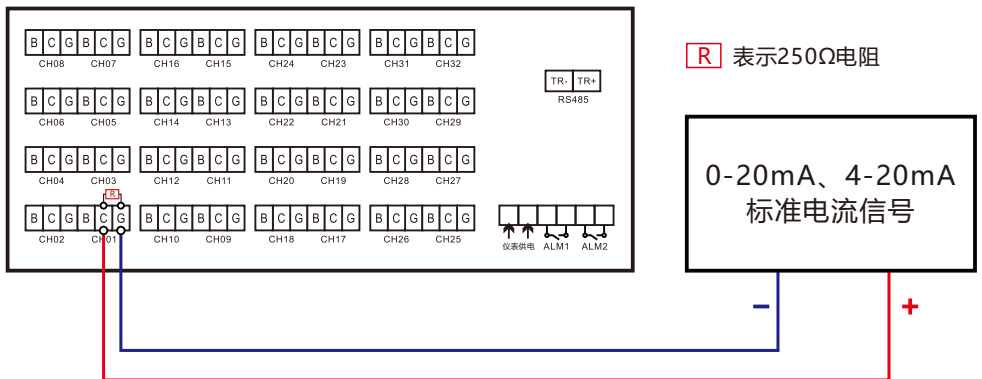 B C G B C G B C G B C G B C G B C G B C G B C G
CH08 CH07 CH16 CH15 CH24 CH23 CH31 CH32
TR- TR+
RS485
R 表示250Ω电阻
B C G B C G B C G B C G B C G B C G B C G B C G
CH06 CH05 CH14 CH13 CH22 CH21 CH30 CH29
B C G B C G B C G B C G B C G B C G B C G B C G
CH04 CH03 CH12 CH11 CH20 CH19 CH28 CH27
R
B C G B C G B C G B C G B C G B C G B C G B C G
CH02 CH01 CH10 CH09 CH18 CH17 CH26 CH25
仪表供电 ALM1 ALM2
0-20mA、4-20mA
标准电流信号
− +